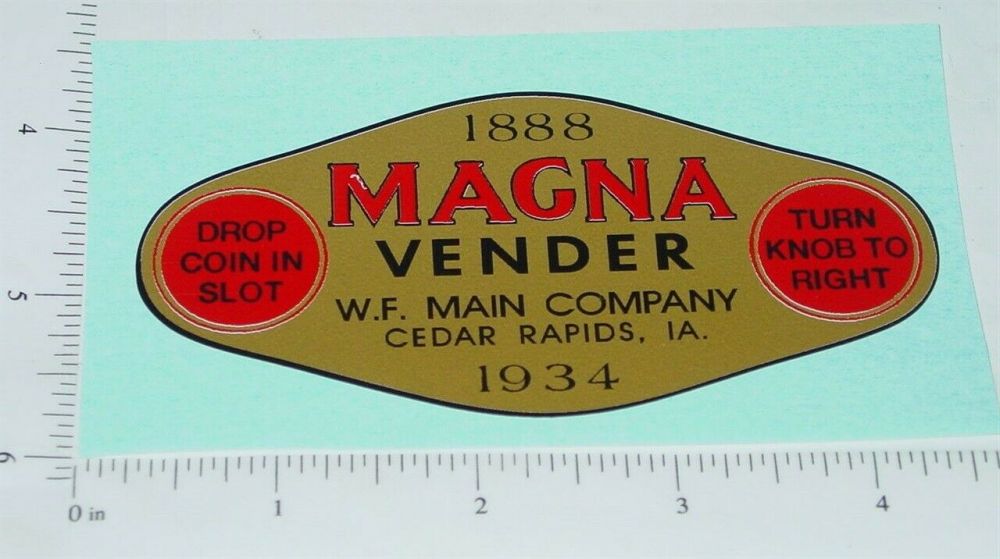 1888
MAGNA
VENDER
W.F. MAIN COMPANY
CEDAR RAPIDS, IA.
1934
DROP
COIN IN
SLOT
TURN
KNOB TO
RIGHT
4
5
6
0 in
1
2
3
4